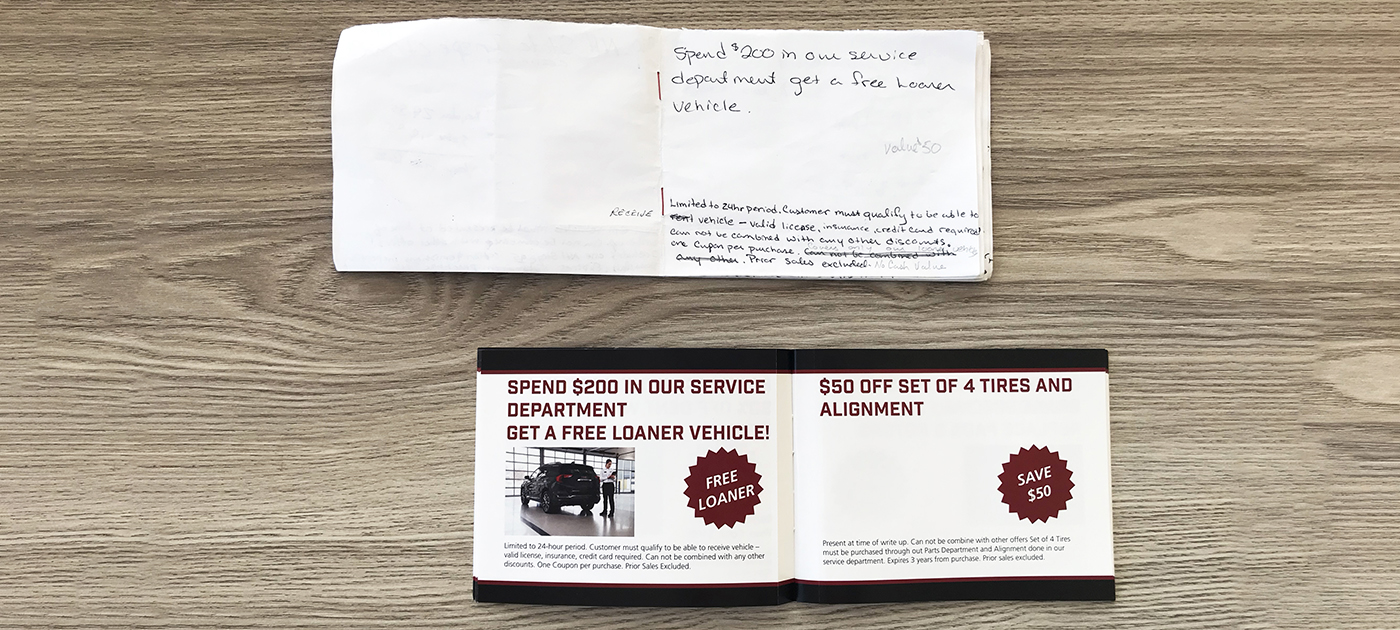 Spend $200 in our service
department get a free Loaner
vehicle.
value $50
RECEIVE
Limited to 24hr period. Customer must qualify to be able to
rent vehicle – valid license, insurance, credit card required
can not be combined with any other discounts.
one Cupon per purchase. Can not be combined with
any other. Prior sales excluded. No Cash Value
SPEND $200 IN OUR SERVICE
DEPARTMENT
GET A FREE LOANER VEHICLE!
FREE
LOANER
Limited to 24-hour period. Customer must qualify to be able to receive vehicle –
valid license, insurance, credit card required. Can not be combined with any other
discounts. One Coupon per purchase. Prior Sales Excluded.
$50 OFF SET OF 4 TIRES AND
ALIGNMENT
SAVE
$50
Present at time of write up. Can not be combine with other offers Set of 4 Tires
must be purchased through out Parts Department and Alignment done in our
service department. Expires 3 years from purchase. Prior sales excluded.